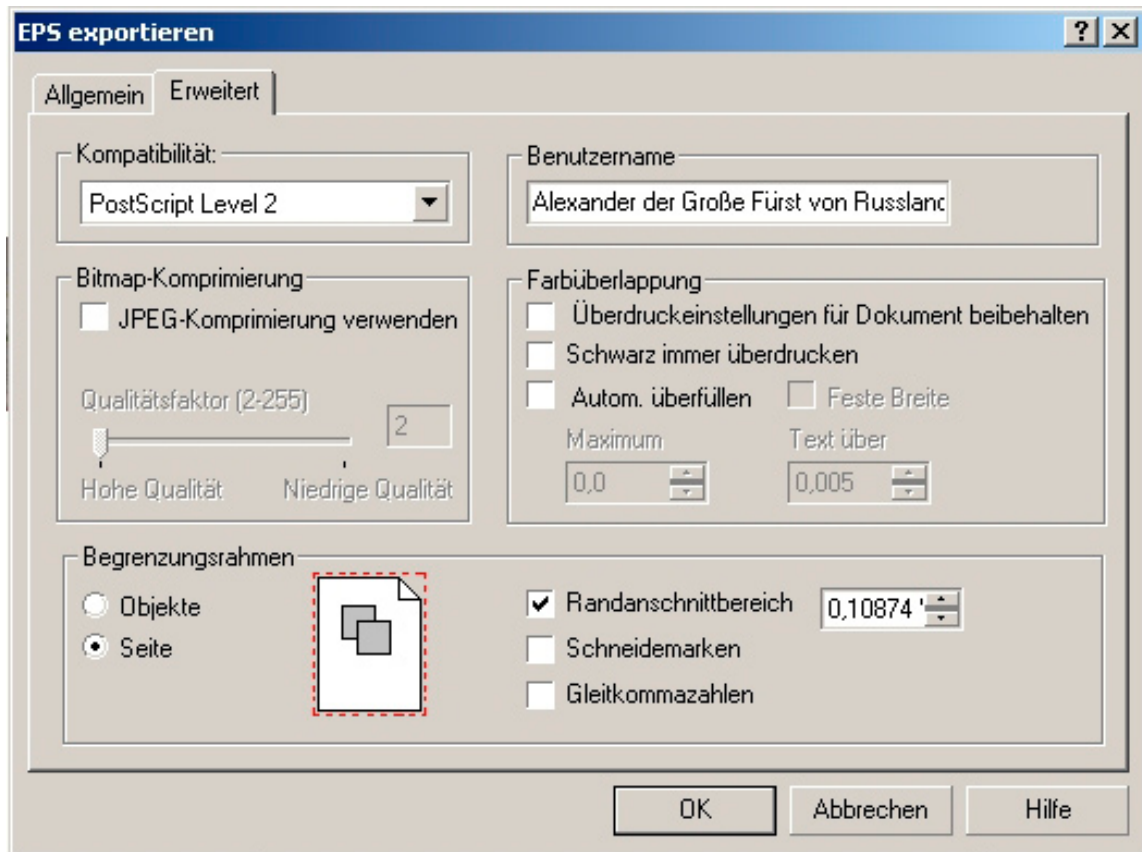 EPS exportieren
Allgemein
Erweitert
Kompatibilität:
PostScript Level 2
Benutzername
Alexander der Große Fürst von Russland
Bitmap-Komprimierung
JPEG-Komprimierung verwenden
Qualitätsfaktor (2-255)
2
Hohe Qualität
Niedrige Qualität
Farbüberlappung
Überdruckeinstellungen für Dokument beibehalten
Schwarz immer überdrucken
Autom. überfüllen
Feste Breite
Maximum
Text über
0,0
0,005
Begrenzungsrahmen
Objekte
Seite
Randanschnittbereich
0,10874 "
Schneidemarken
Gleitkommazahlen
OK
Abbrechen
Hilfe